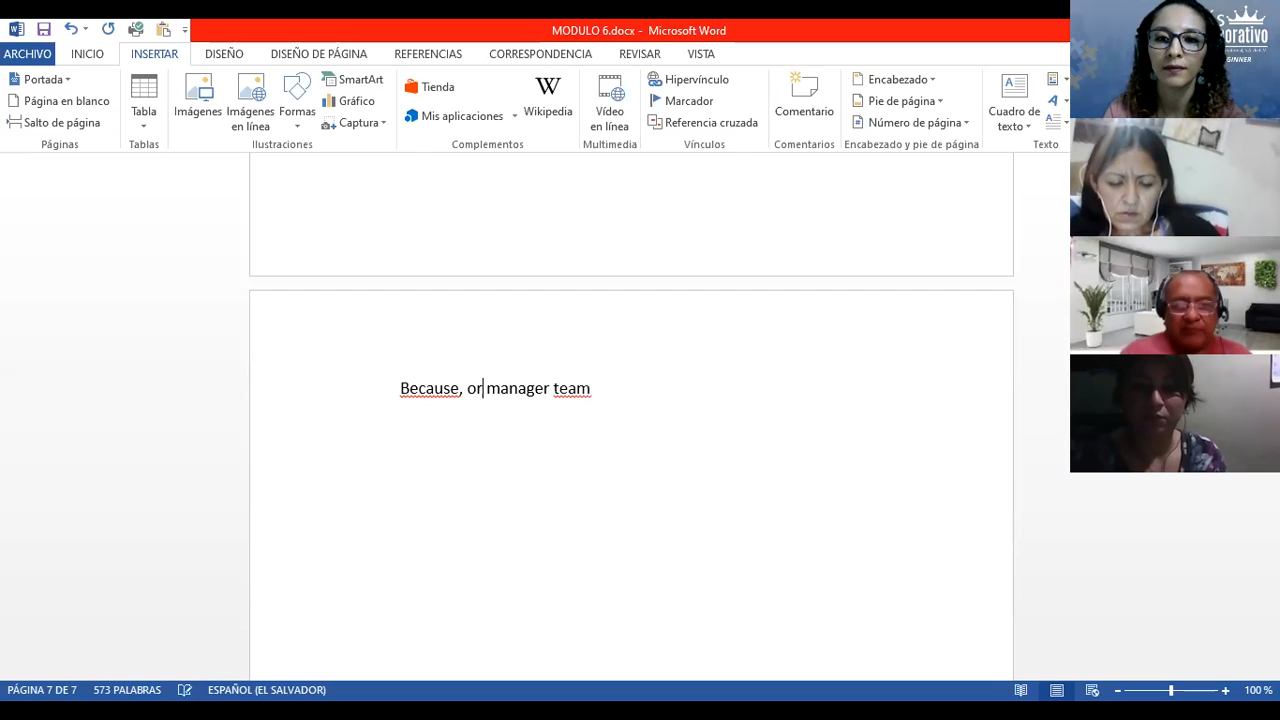 MODULO 6.docx - Microsoft Word
ARCHIVO INICIO INSERTAR DISEÑO DISEÑO DE PÁGINA REFERENCIAS CORRESPONDENCIA REVISAR VISTA
Portada
Página en blanco
Salto de página
Páginas
Tabla
Tablas
Imágenes
Imágenes en línea
Formas
SmartArt
Gráfico
Captura
Ilustraciones
Tienda
Mis aplicaciones
W
Wikipedia
Complementos
Vídeo en línea
Multimedia
Hipervínculo
Marcador
Referencia cruzada
Vínculos
Comentario
Comentarios
Encabezado
Pie de página
Número de página
Encabezado y pie de página
Cuadro de texto
Texto
Because, or manager team
PÁGINA 7 DE 7 573 PALABRAS ESPAÑOL (EL SALVADOR) 100 %